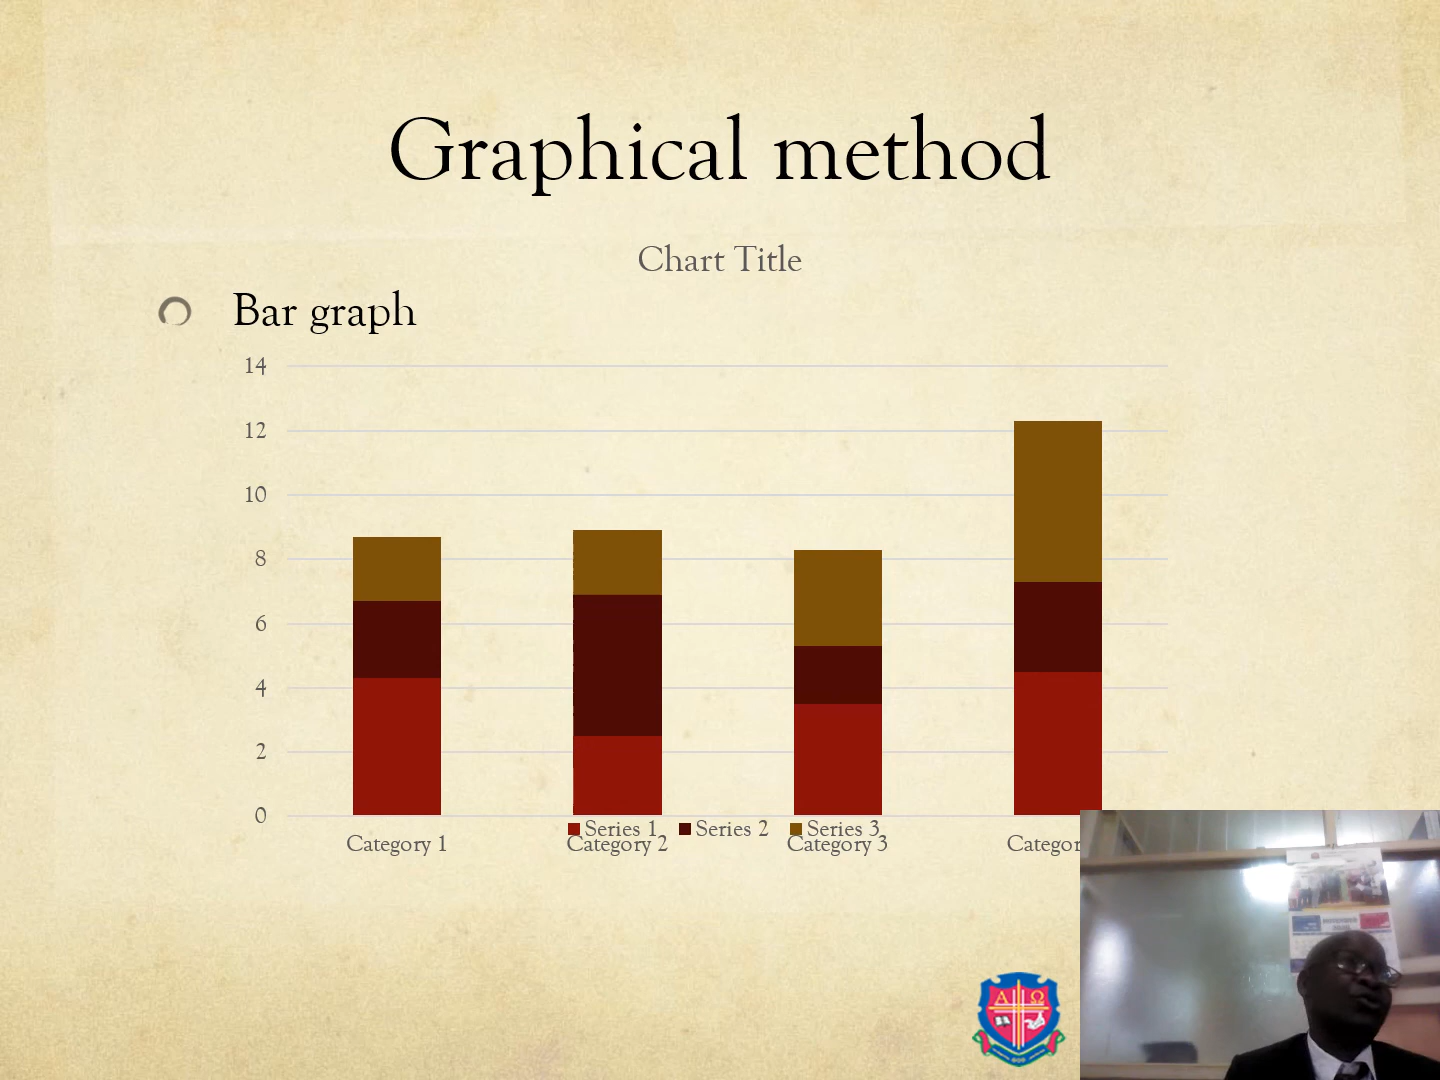 Graphical method
Chart Title
Bar graph
14
12
10
8
6
4
2
0
Series 1 Series 2 Series 3
Category 1 Category 2 Category 3 Categor
Α Ω